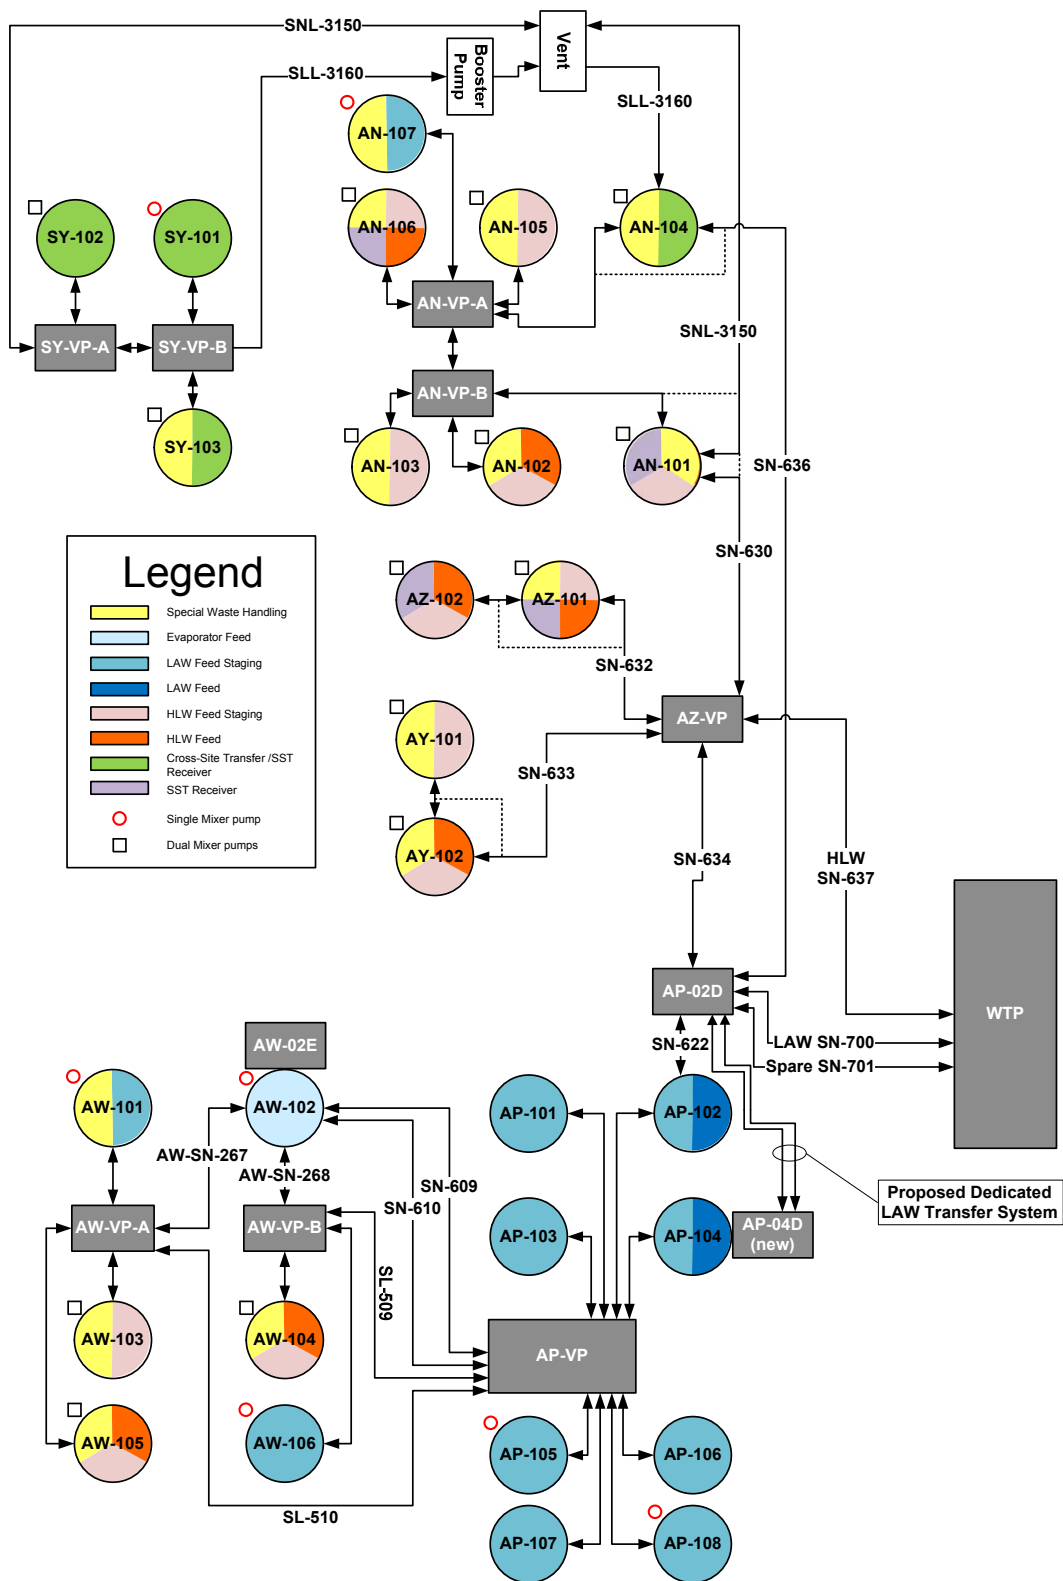 SNL-3150
SLL-3160
Booster
Pump
Vent
SLL-3160
AN-107
SY-102
SY-101
AN-106
AN-105
AN-104
AN-VP-A
SNL-3150
SY-VP-A
SY-VP-B
AN-VP-B
SY-103
AN-103
AN-102
AN-101
SN-636
SN-630
Legend
Special Waste Handling
Evaporator Feed
LAW Feed Staging
LAW Feed
HLW Feed Staging
HLW Feed
Cross-Site Transfer /SST
Receiver
SST Receiver
Single Mixer pump
Dual Mixer pumps
AZ-102
AZ-101
SN-632
AZ-VP
AY-101
SN-633
AY-102
SN-634
HLW
SN-637
AP-02D
WTP
LAW SN-700
SN-622
Spare SN-701
AW-02E
AW-101
AW-102
AP-101
AP-102
AW-SN-267
AW-SN-268
SN-609
SN-610
Proposed Dedicated
LAW Transfer System
AW-VP-A
AW-VP-B
AP-103
AP-104
AP-04D
(new)
SL-509
AW-103
AW-104
AP-VP
AW-105
AW-106
AP-105
AP-106
SL-510
AP-107
AP-108